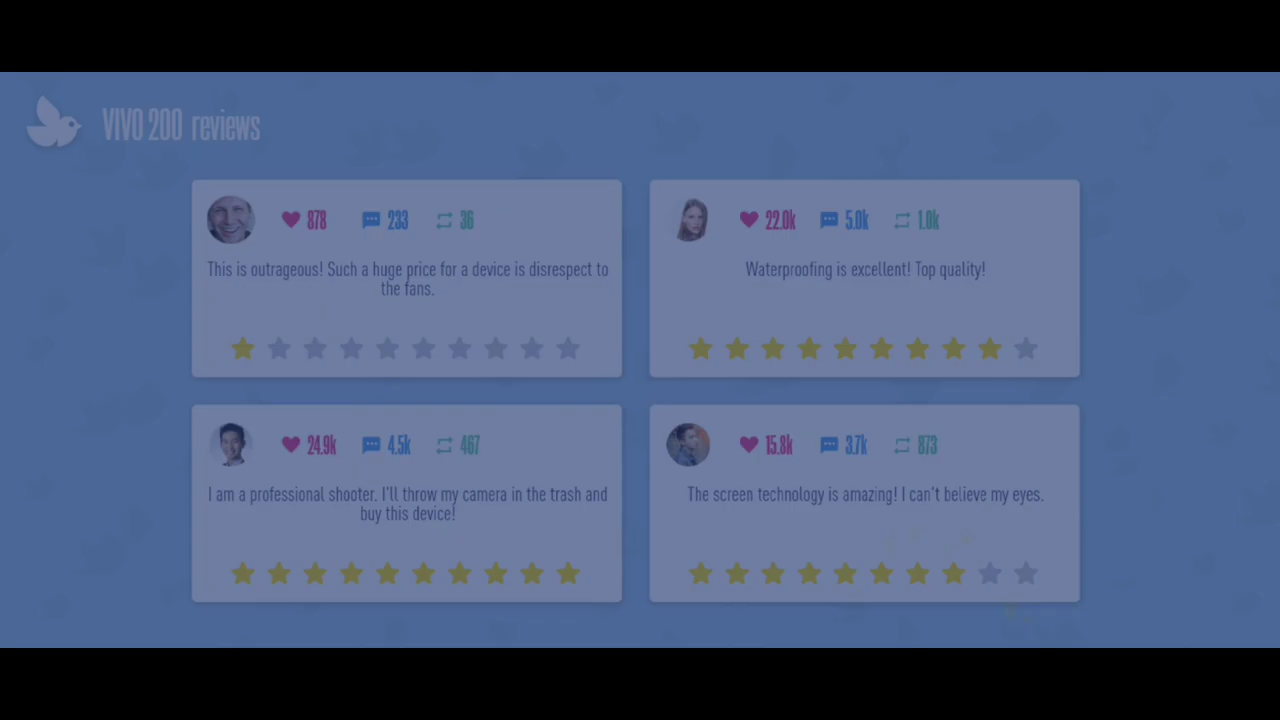 VIVO 200 reviews
878 233 36
This is outrageous! Such a huge price for a device is disrespect to
the fans.
22.0k 5.0k 1.0k
Waterproofing is excellent! Top quality!
24.9k 4.5k 467
I am a professional shooter. I'll throw my camera in the trash and
buy this device!
15.8k 3.7k 873
The screen technology is amazing! I can't believe my eyes.